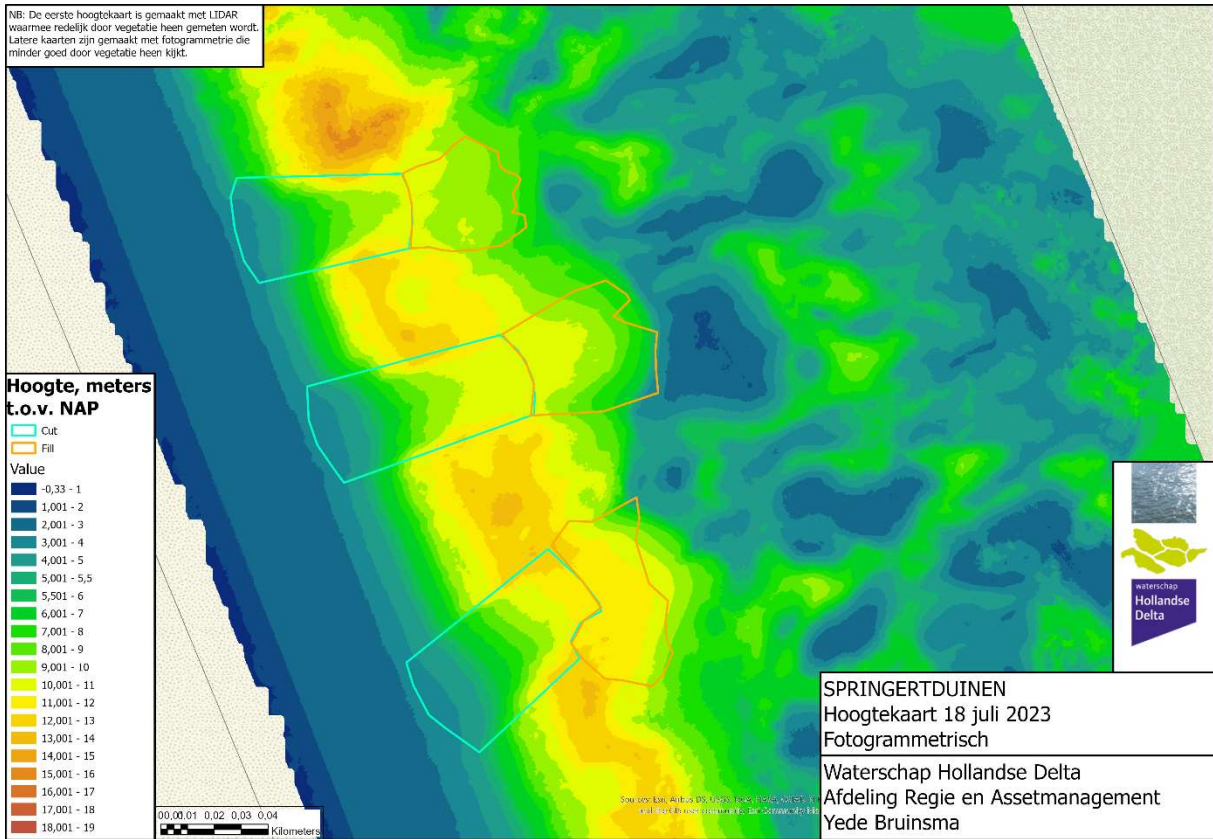 NB: De eerste hoogtekaart is gemaakt met LIDAR
waarmee redelijk door vegetatie heen gemeten wordt.
Latere kaarten zijn gemaakt met fotogrammetrie die
minder goed door vegetatie heen kijkt.
Hoogte, meters
t.o.v. NAP
Cut
Fill
Value
-0,33 - 1
1,001 - 2
2,001 - 3
3,001 - 4
4,001 - 5
5,001 - 5,5
5,501 - 6
6,001 - 7
7,001 - 8
8,001 - 9
9,001 - 10
10,001 - 11
11,001 - 12
12,001 - 13
13,001 - 14
14,001 - 15
15,001 - 16
16,001 - 17
17,001 - 18
18,001 - 19
0,02 0,03 0,04
Kilometers
waterschap
Hollandse
Delta
SPRINGERTDUINEN
Hoogtekaart 18 juli 2023
Fotogrammetrisch
Waterschap Hollandse Delta
Afdeling Regie en Assetmanagement
Yede Bruinsma
Sources: Esri, Airbus DS, USGS,